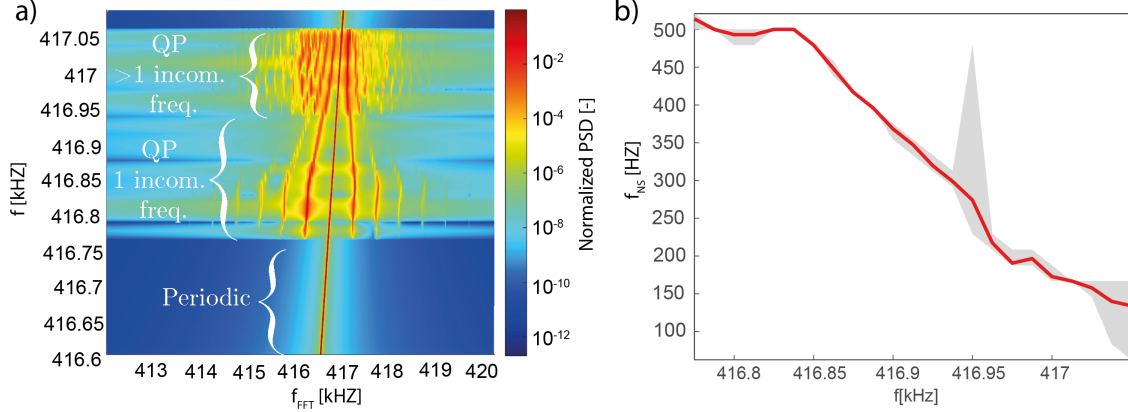 a)
f [kHZ]
417.05
417
416.95
416.9
416.85
416.8
416.75
416.7
416.65
416.6
QP
>1 incom.
freq.
QP
1 incom.
freq.
Periodic
413 414 415 416 417 418 419 420
f_FFT [kHZ]
Normalized PSD [-]
10^-2
10^-4
10^-6
10^-8
10^-10
10^-12
b)
f_NS [HZ]
500
450
400
350
300
250
200
150
100
416.8 416.85 416.9 416.95 417
f[kHz]